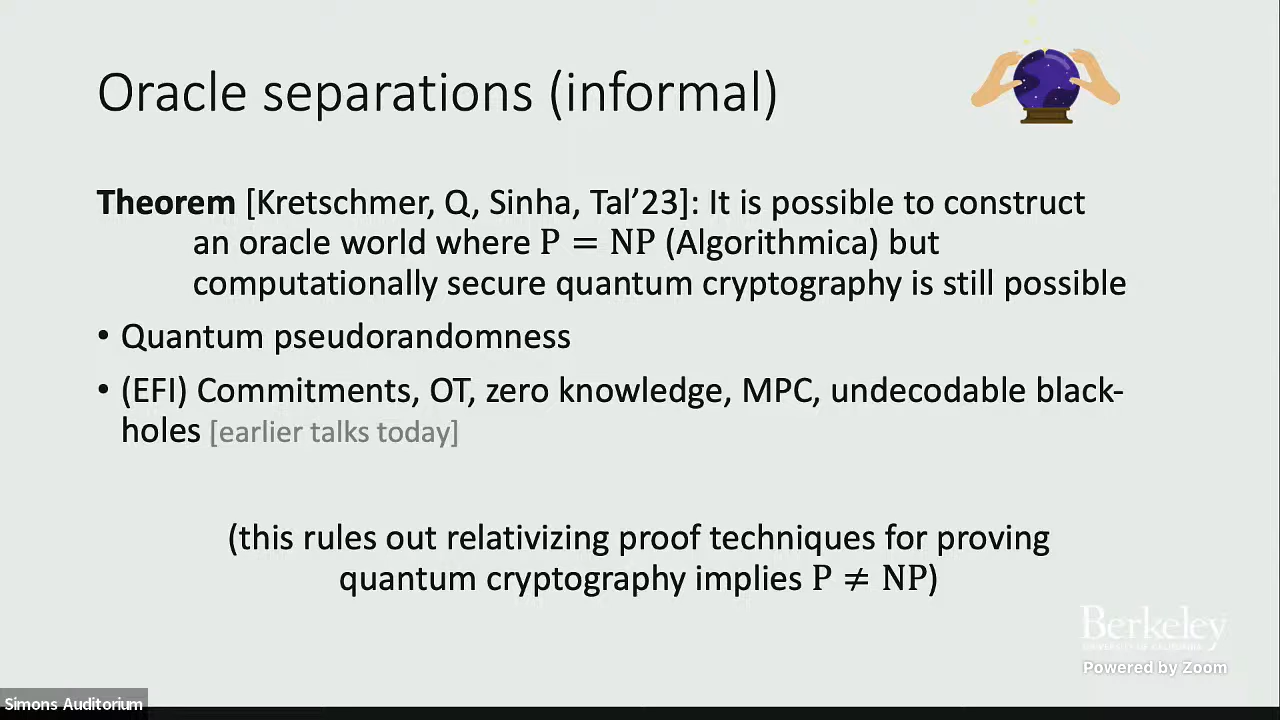 Oracle separations (informal)
Theorem [Kretschmer, Q, Sinha, Tal’23]: It is possible to construct
an oracle world where P = NP (Algorithmica) but
computationally secure quantum cryptography is still possible
• Quantum pseudorandomness
• (EFI) Commitments, OT, zero knowledge, MPC, undecodable black-
holes [earlier talks today]
(this rules out relativizing proof techniques for proving
quantum cryptography implies P ≠ NP)
Berkeley
UNIVERSITY OF CALIFORNIA
Powered by Zoom
Simons Auditorium